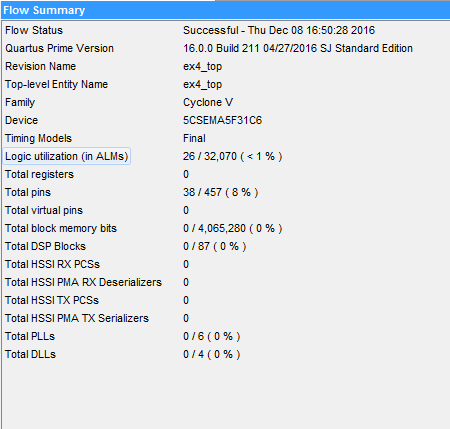 Flow Summary
Flow Status Successful - Thu Dec 08 16:50:28 2016
Quartus Prime Version 16.0.0 Build 211 04/27/2016 SJ Standard Edition
Revision Name ex4_top
Top-level Entity Name ex4_top
Family Cyclone V
Device 5CSEMA5F31C6
Timing Models Final
Logic utilization (in ALMs) 26 / 32,070 ( < 1 % )
Total registers 0
Total pins 38 / 457 ( 8 % )
Total virtual pins 0
Total block memory bits 0 / 4,065,280 ( 0 % )
Total DSP Blocks 0 / 87 ( 0 % )
Total HSSI RX PCSs 0
Total HSSI PMA RX Deserializers 0
Total HSSI TX PCSs 0
Total HSSI PMA TX Serializers 0
Total PLLs 0 / 6 ( 0 % )
Total DLLs 0 / 4 ( 0 % )